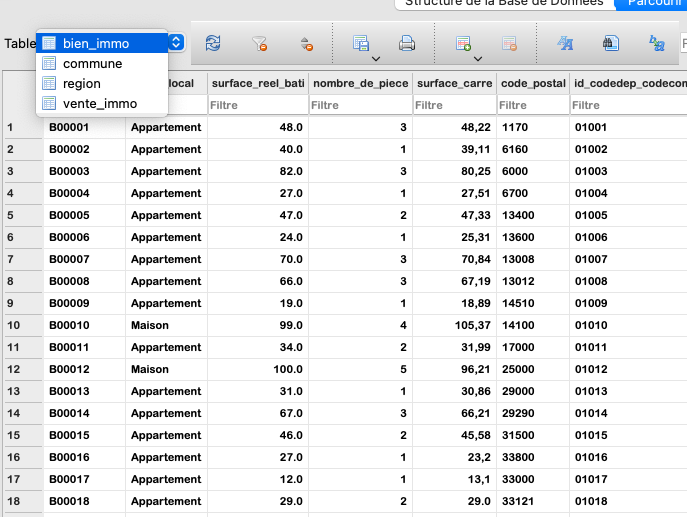 Structure de la Base de Données Parcourir
Table
bien_immo
commune
region
vente_immo
local surface_reel_bati nombre_de_piece surface_carre code_postal id_codedep_codecom
Filtre Filtre Filtre Filtre Filtre
1 B00001 Appartement 48.0 3 48,22 1170 01001
2 B00002 Appartement 40.0 1 39,11 6160 01002
3 B00003 Appartement 82.0 3 80,25 6000 01003
4 B00004 Appartement 27.0 1 27,51 6700 01004
5 B00005 Appartement 47.0 2 47,33 13400 01005
6 B00006 Appartement 24.0 1 25,31 13600 01006
7 B00007 Appartement 70.0 3 70,84 13008 01007
8 B00008 Appartement 66.0 3 67,19 13012 01008
9 B00009 Appartement 19.0 1 18,89 14510 01009
10 B00010 Maison 99.0 4 105,37 14100 01010
11 B00011 Appartement 34.0 2 31,99 17000 01011
12 B00012 Maison 100.0 5 96,21 25000 01012
13 B00013 Appartement 31.0 1 30,86 29000 01013
14 B00014 Appartement 67.0 3 66,21 29290 01014
15 B00015 Appartement 46.0 2 45,58 31500 01015
16 B00016 Appartement 27.0 1 23,2 33800 01016
17 B00017 Appartement 12.0 1 13,1 33000 01017
18 B00018 Appartement 29.0 2 29.0 33121 01018